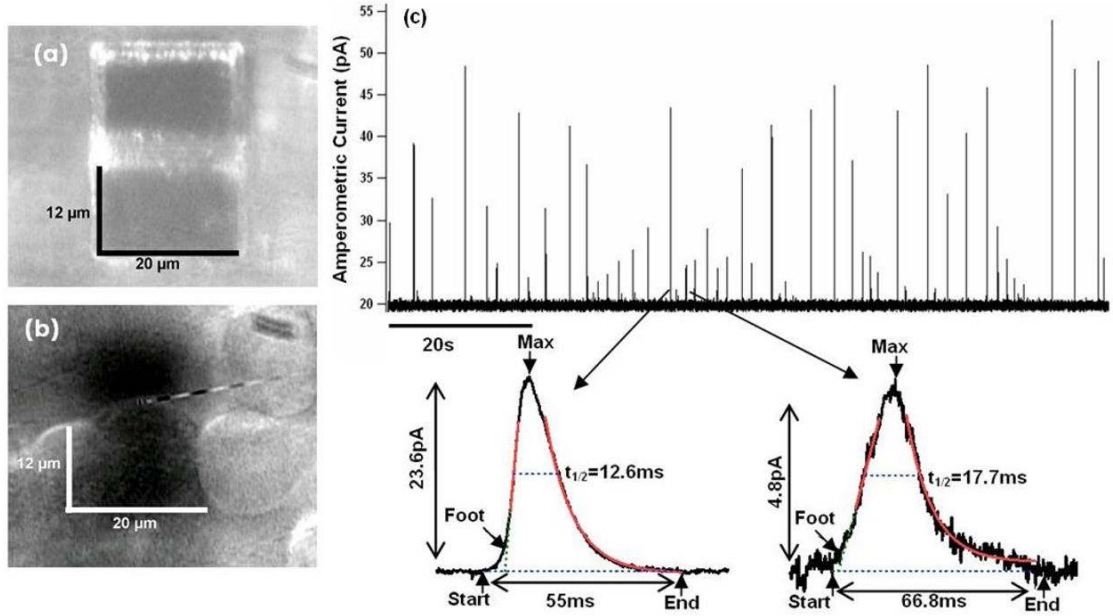 (a)
12 µm
20 µm
(b)
12 µm
20 µm
(c)
Amperometric Current (pA)
55
50
45
40
35
30
25
20
20s
Max
23.6pA
t1/2=12.6ms
Foot
Start
55ms
End
Max
4.8pA
t1/2=17.7ms
Foot
Start
66.8ms
End